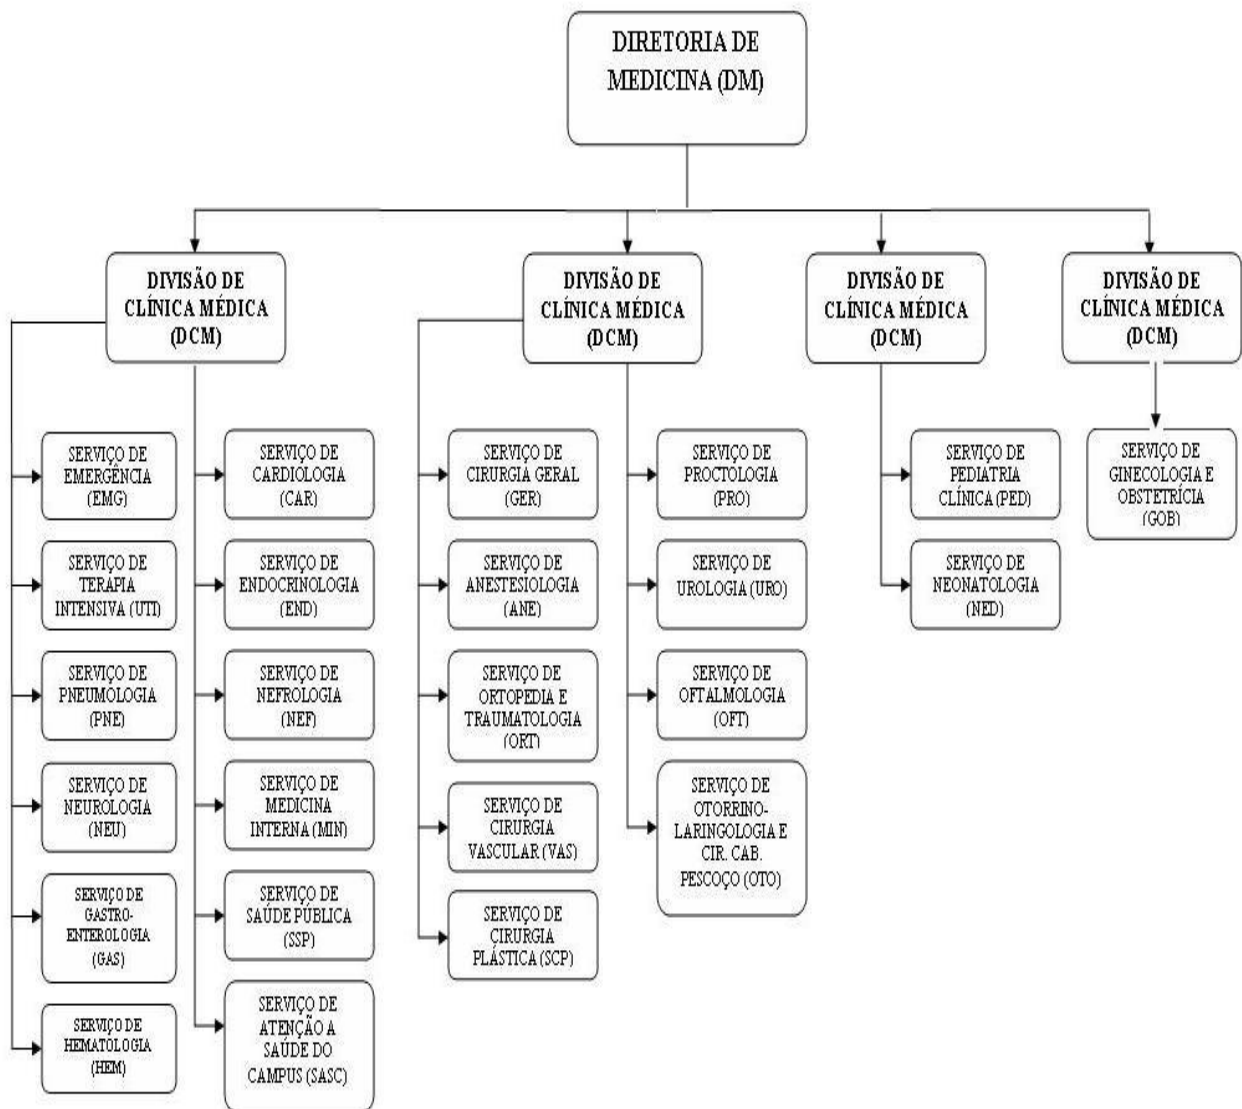 DIRETORIA DE
MEDICINA (DM)
DIVISÃO DE
CLÍNICA MÉDICA
(DCM)
SERVIÇO DE
EMERGÊNCIA
(EMG)
SERVIÇO DE
TERAPIA
INTENSIVA (UTI)
SERVIÇO DE
PNEUMOLOGIA
(PNE)
SERVIÇO DE
NEUROLOGIA
(NEU)
SERVIÇO DE
GASTRO-
ENTEROLOGIA
(GAS)
SERVIÇO DE
HEMATOLOGIA
(HEM)
SERVIÇO DE
CARDIOLOGIA
(CAR)
SERVIÇO DE
ENDOCRINOLOGIA
(END)
SERVIÇO DE
NEFROLOGIA
(NEF)
SERVIÇO DE
MEDICINA
INTERNA (MIN)
SERVIÇO DE
SAÚDE PÚBLICA
(SSP)
SERVIÇO DE
ATENÇÃO A
SAÚDE DO
CAMPUS (SASC)
DIVISÃO DE
CLÍNICA MÉDICA
(DCM)
SERVIÇO DE
CIRURGIA GERAL
(GER)
SERVIÇO DE
ANESTESIOLOGIA
(ANE)
SERVIÇO DE
ORTOPEDIA E
TRAUMATOLOGIA
(ORT)
SERVIÇO DE
CIRURGIA
VASCULAR (VAS)
SERVIÇO DE
CIRURGIA
PLÁSTICA (SCP)
SERVIÇO DE
PROCTOLOGIA
(PRO)
SERVIÇO DE
UROLOGIA (URO)
SERVIÇO DE
OFTALMOLOGIA
(OFT)
SERVIÇO DE
OTORRINO-
LARINGOLOGIA E
CIR. CAB.
PESCOÇO (OTO)
DIVISÃO DE
CLÍNICA MÉDICA
(DCM)
SERVIÇO DE
PEDIATRIA
CLÍNICA (PED)
SERVIÇO DE
NEONATOLOGIA
(NED)
DIVISÃO DE
CLÍNICA MÉDICA
(DCM)
SERVIÇO DE
GINECOLOGIA E
OBSTETRÍCIA
(GOB)